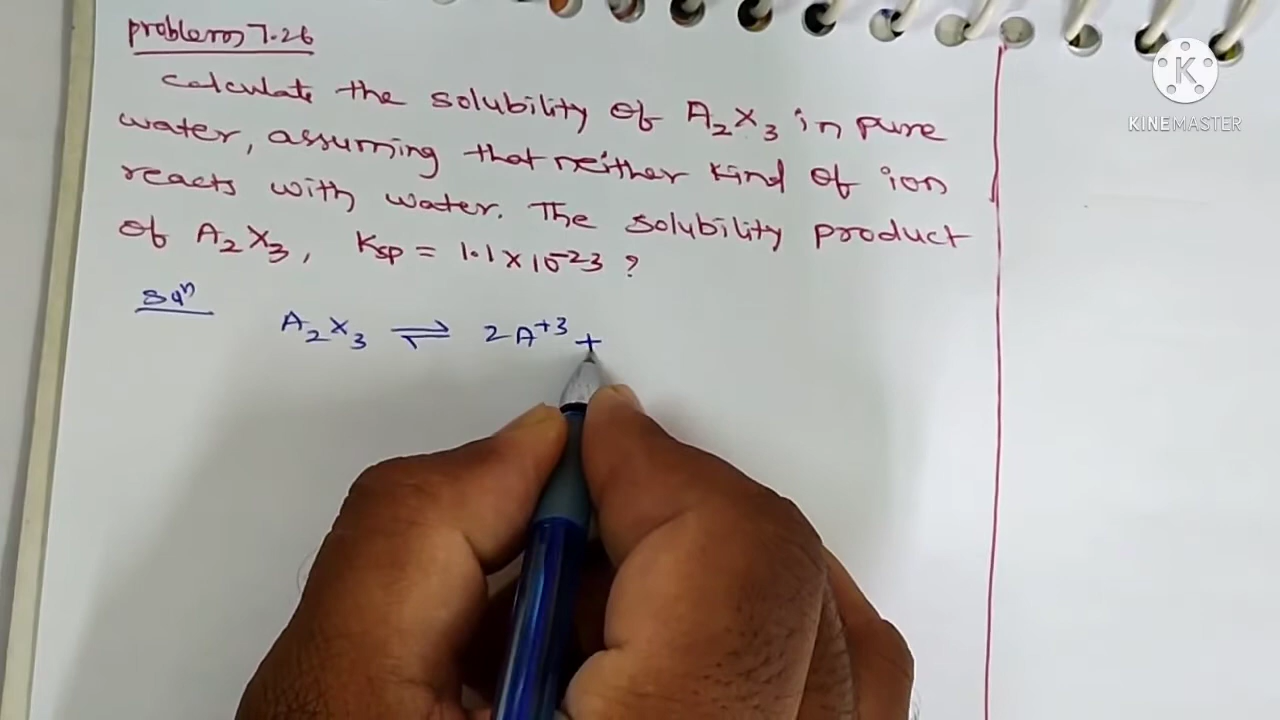 problem 7.26
Calculate the solubility of A₂X₃ in pure
water, assuming that neither kind of ion
reacts with water. The solubility product
of A₂X₃, Ksp = 1.1 × 10⁻²³ ?
Solⁿ
A₂X₃ ⇌ 2A⁺³ +
K
KINEMASTER